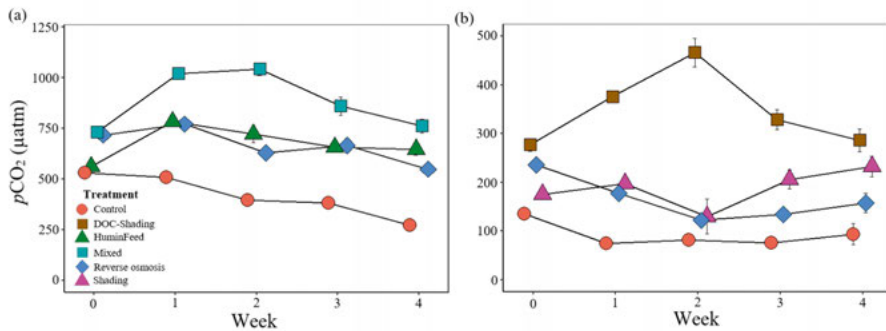 (a)
(b)
1250
1000
750
500
250
0
pCO₂ (μatm)
Treatment
Control
DOC-Shading
HuminFeed
Mixed
Reverse osmosis
Shading
0 1 2 3 4
Week
500
400
300
200
100
0
0 1 2 3 4
Week